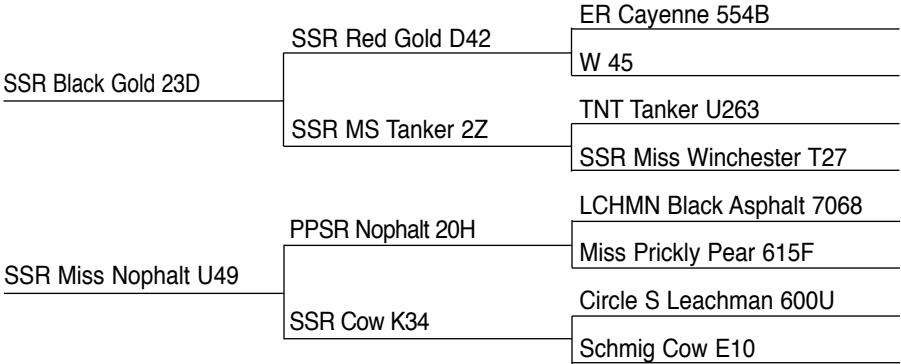 ER Cayenne 554B
SSR Red Gold D42
W 45
SSR Black Gold 23D
TNT Tanker U263
SSR MS Tanker 2Z
SSR Miss Winchester T27
LCHMN Black Asphalt 7068
PPSR Nophalt 20H
Miss Prickly Pear 615F
SSR Miss Nophalt U49
Circle S Leachman 600U
SSR Cow K34
Schmig Cow E10